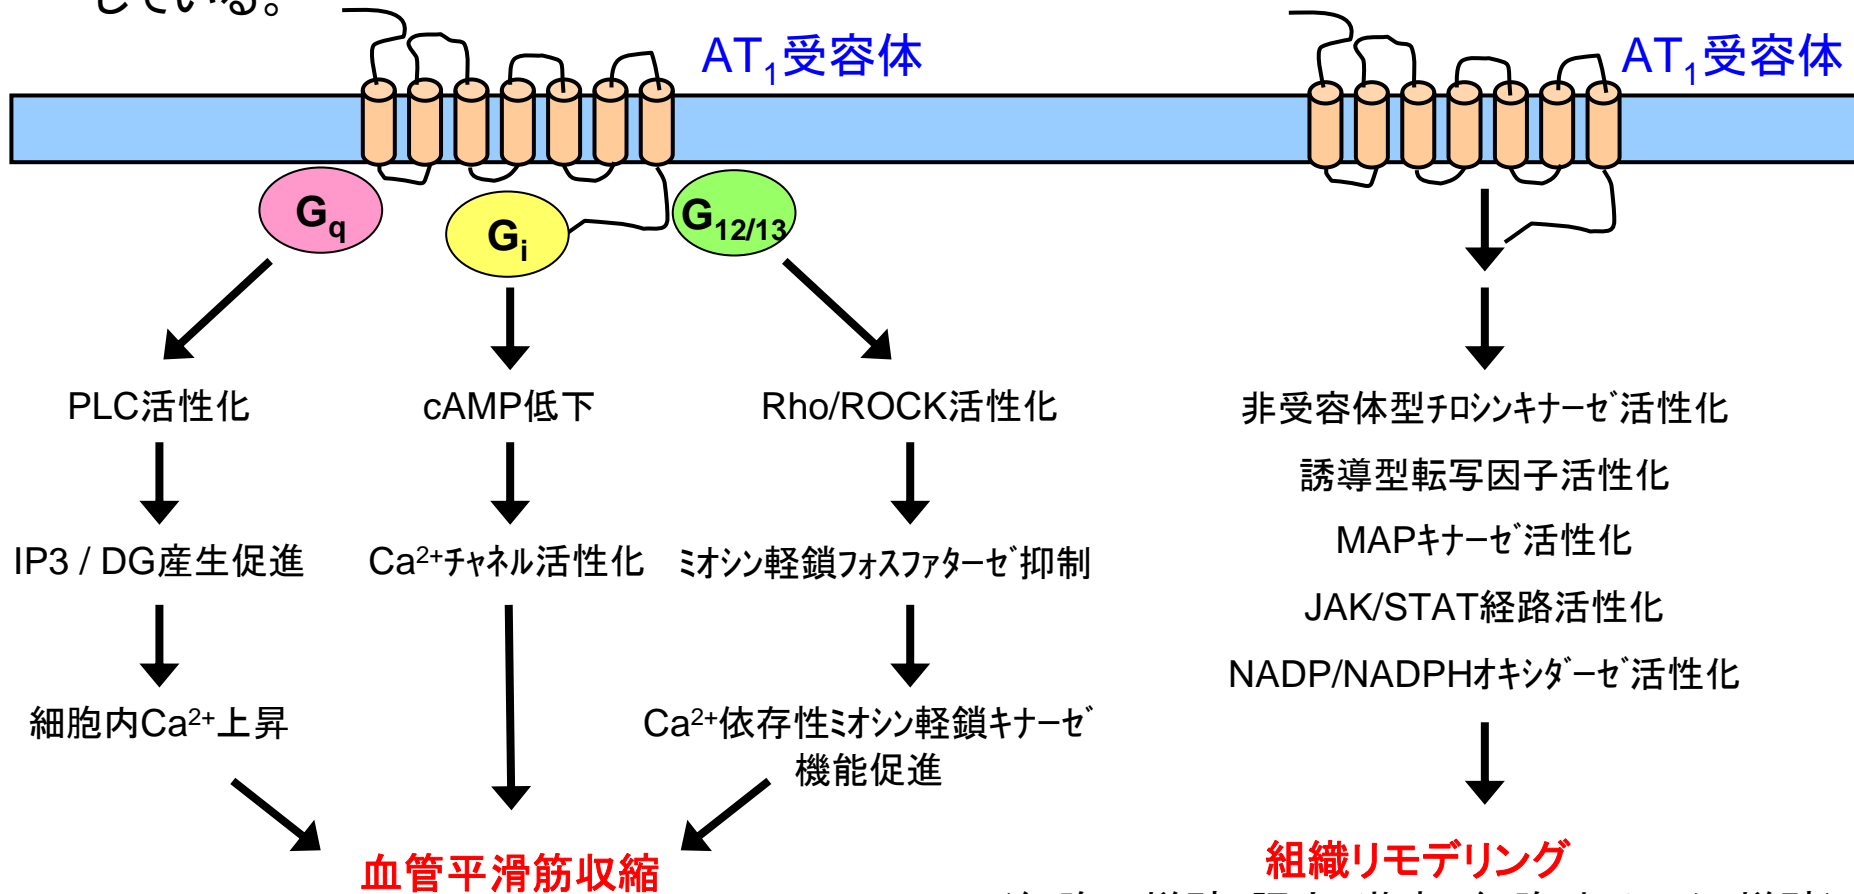 している。
AT1受容体
AT1受容体
Gq
Gi
G12/13
PLC活性化
cAMP低下
Rho/ROCK活性化
IP3 / DG産生促進
Ca2+ﾁｬﾈﾙ活性化
ﾐｵｼﾝ軽鎖ﾌｫｽﾌｧﾀｰｾﾞ抑制
細胞内Ca2+上昇
Ca2+依存性ﾐｵｼﾝ軽鎖ｷﾅｰｾﾞ
機能促進
血管平滑筋収縮
非受容体型ﾁﾛｼﾝｷﾅｰｾﾞ活性化
誘導型転写因子活性化
MAPｷﾅｰｾﾞ活性化
JAK/STAT経路活性化
NADP/NADPHｵｷｼﾀﾞｰｾﾞ活性化
組織リモデリング